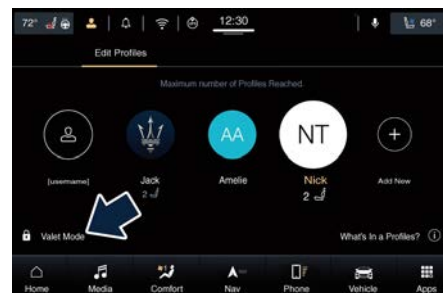 72° 12:30 68°
Edit Profiles
Maximum number of Profiles Reached.
AA NT +
[username] Jack Amelie Nick Add New
2 2
Valet Mode What's In a Profiles? i
Home Media Comfort Nav Phone Vehicle Apps